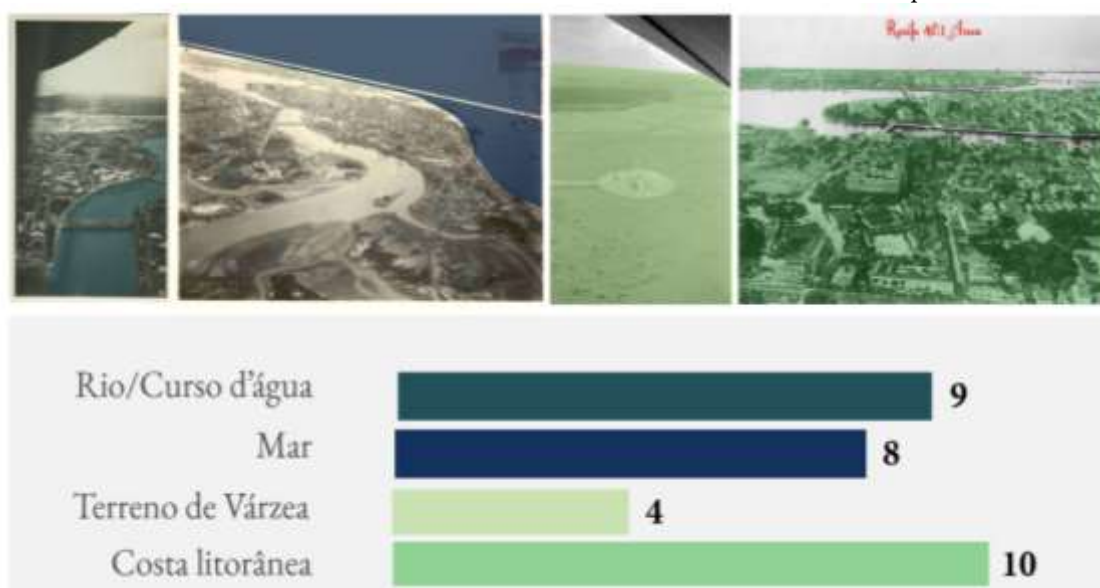 Rio/Curso d'água
9
Mar
8
Terreno de Várzea
4
Costa litorânea
10